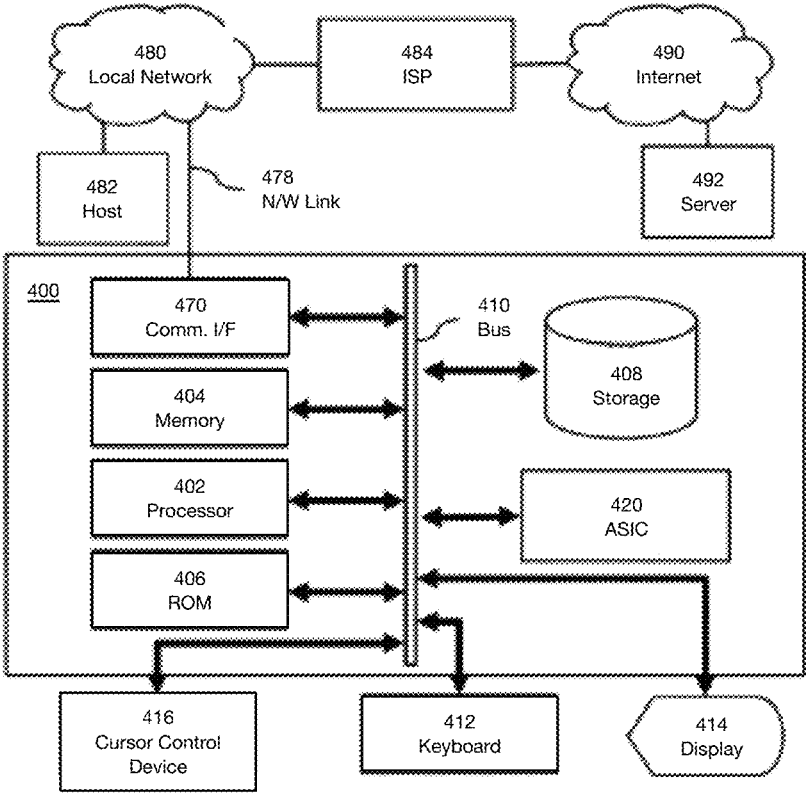 480
Local Network
484
ISP
490
Internet
482
Host
478
N/W Link
492
Server
400
470
Comm. I/F
410
Bus
404
Memory
408
Storage
402
Processor
420
ASIC
406
ROM
416
Cursor Control
Device
412
Keyboard
414
Display